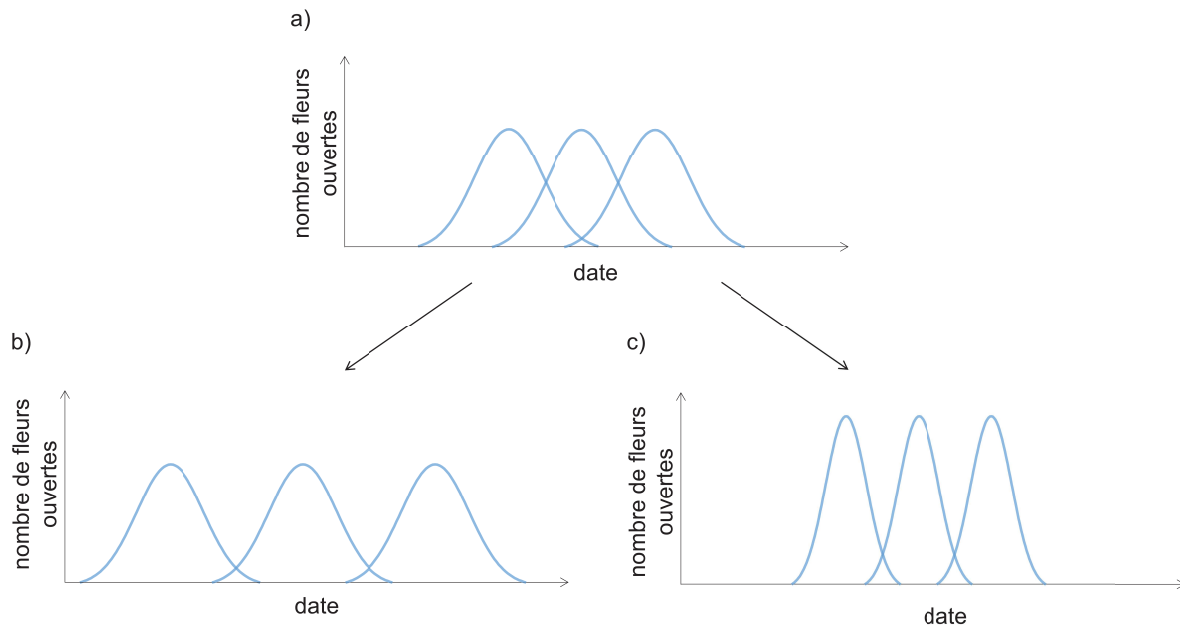 a)
nombre de fleurs
ouvertes
date
b)
nombre de fleurs
ouvertes
date
c)
nombre de fleurs
ouvertes
date